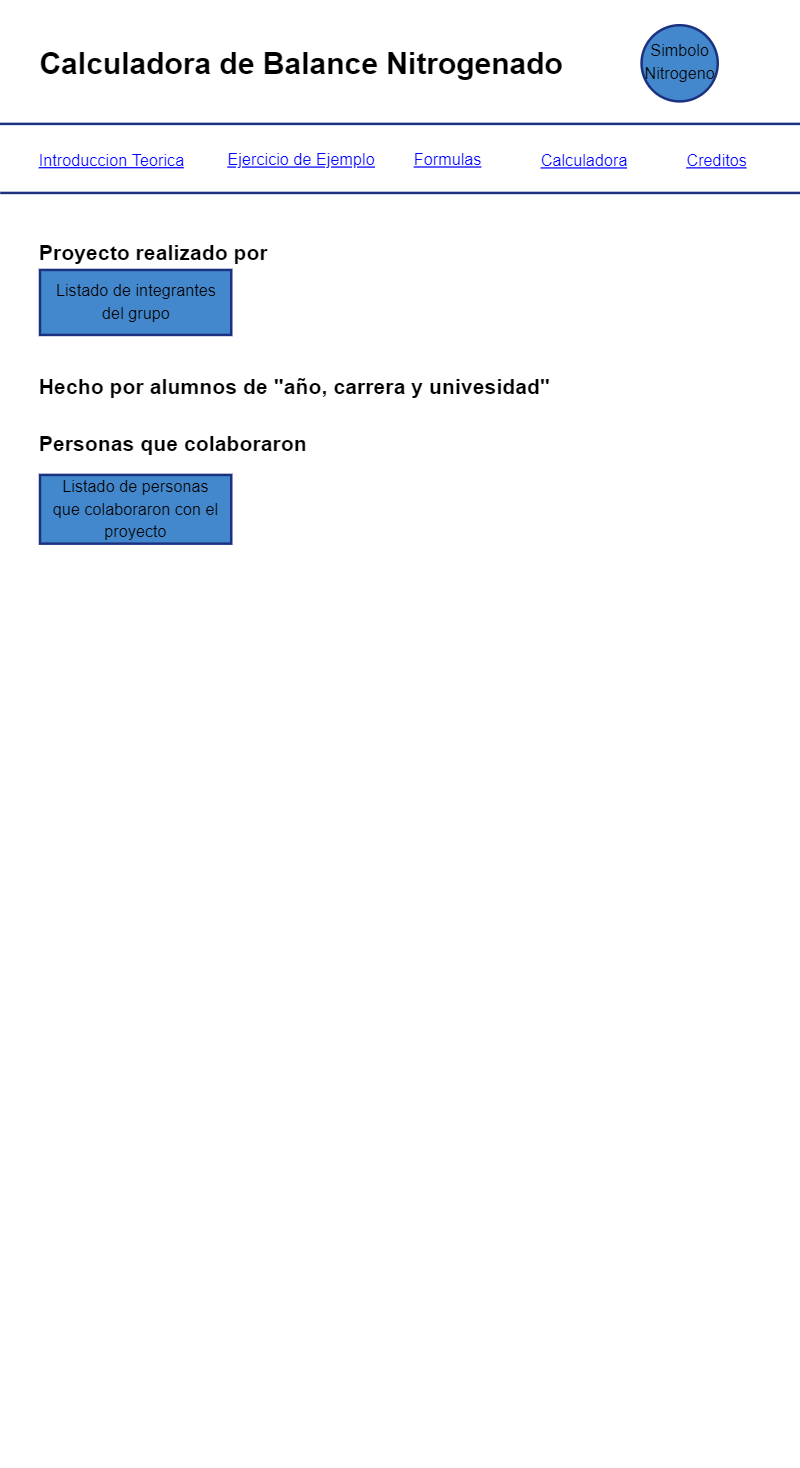 Calculadora de Balance Nitrogenado
Simbolo
Nitrogeno
Introduccion Teorica
Ejercicio de Ejemplo
Formulas
Calculadora
Creditos
Proyecto realizado por
Listado de integrantes
del grupo
Hecho por alumnos de "año, carrera y univesidad"
Personas que colaboraron
Listado de personas
que colaboraron con el
proyecto